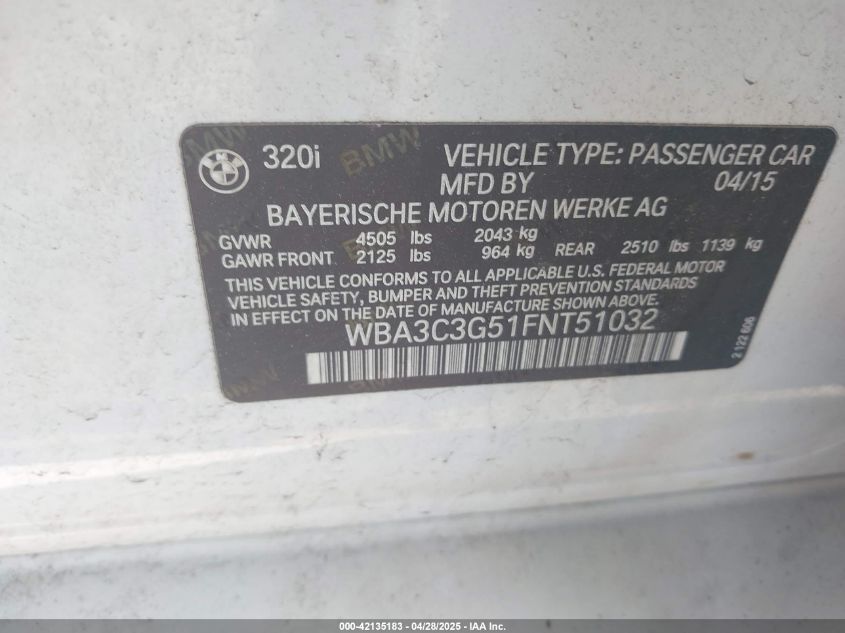 BMW
320i
BMW
VEHICLE TYPE: PASSENGER CAR
MFD BY 04/15
BAYERISCHE MOTOREN WERKE AG
GVWR 4505 lbs 2043 kg
GAWR FRONT 2125 lbs 964 kg REAR 2510 lbs 1139 kg
THIS VEHICLE CONFORMS TO ALL APPLICABLE U.S. FEDERAL MOTOR
VEHICLE SAFETY, BUMPER AND THEFT PREVENTION STANDARDS
IN EFFECT ON THE DATE OF MANUFACTURE SHOWN ABOVE.
WBA3C3G51FNT51032
2 122 606
000-42135183 - 04/28/2025 - IAA Inc.